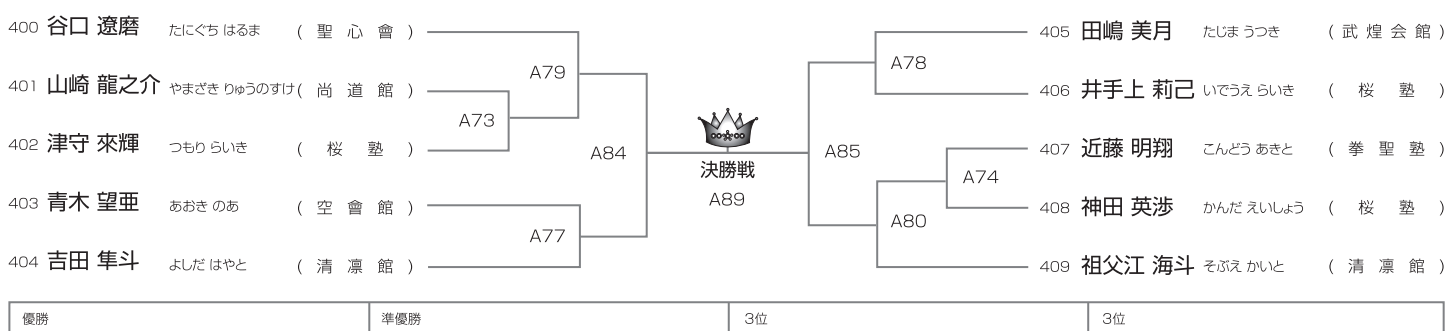 400 谷口 遼磨 たにぐち はるま ( 聖 心 會 )
401 山崎 龍之介 やまざき りゅうのすけ ( 尚 道 館 )
402 津守 來輝 つもり らいき ( 桜 塾 )
403 青木 望亜 あおき のあ ( 空 會 館 )
404 吉田 隼斗 よしだ はやと ( 清 凛 館 )
A79
A73
A84
A77
決勝戦
A89
A78
A85
A74
A80
405 田嶋 美月 たじま うつき ( 武 煌 会 館 )
406 井手上 莉己 いでうえ らいき ( 桜 塾 )
407 近藤 明翔 こんどう あきと ( 拳 聖 塾 )
408 神田 英渉 かんだ えいしょう ( 桜 塾 )
409 祖父江 海斗 そぶえ かいと ( 清 凛 館 )
優勝 準優勝 3位 3位